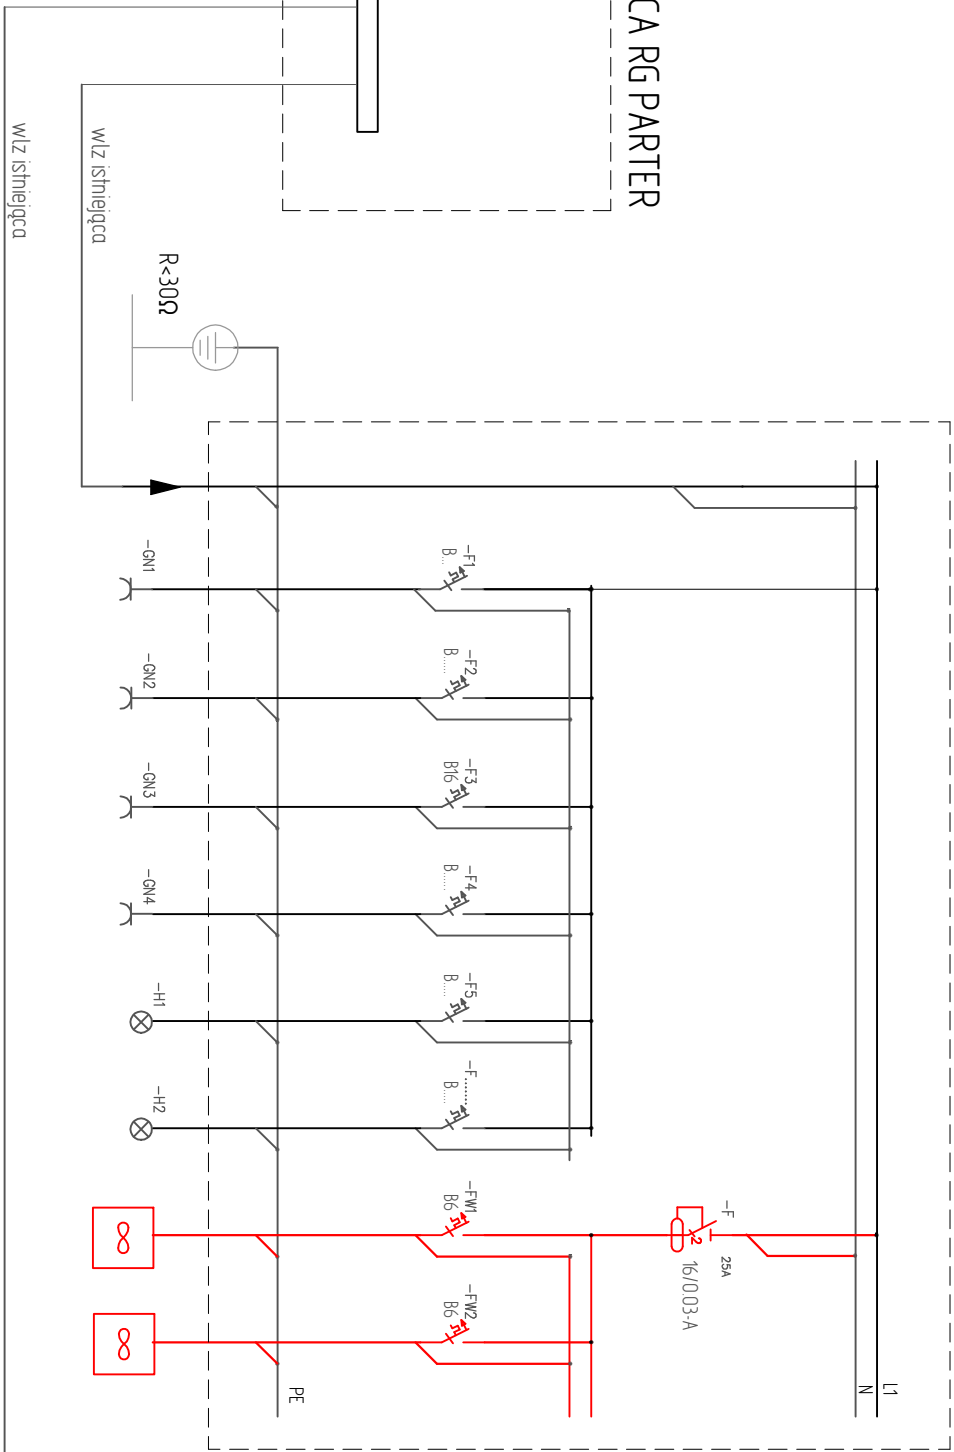 CA RG PARTER
wlz istniejąca
wlz istniejąca
R<30Ω
L1
N
PE
-F
25A
16/0.03-A
-F1
B...
-F2
B.....
-F3
B16
-F4
B.....
-F5
B.....
-F........
B.....
-FW1
B6
-FW2
B6
-GN1
-GN2
-GN3
-GN4
-H1
-H2